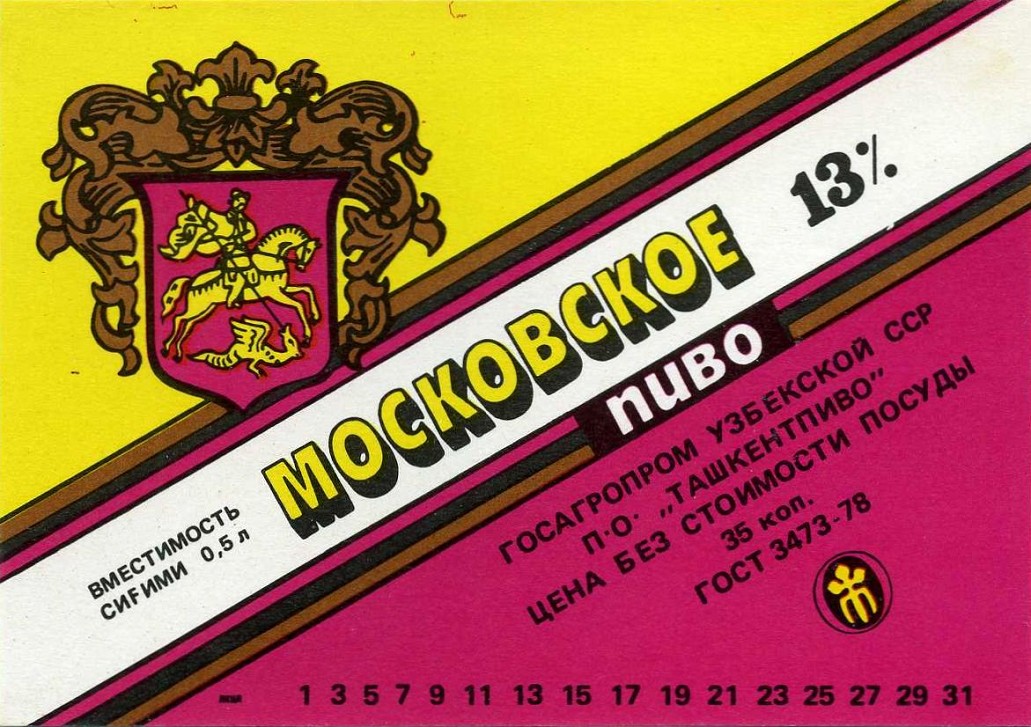 13%
МОСКОВСКОЕ
пиво
ВМЕСТИМОСТЬ
СИҒИМИ 0,5 л
ГОСАГРОПРОМ УЗБЕКСКОЙ ССР
П·О· „ТАШКЕНТПИВО"
ЦЕНА БЕЗ СТОИМОСТИ ПОСУДЫ
35 коп.
ГОСТ 3473-78
1 3 5 7 9 11 13 15 17 19 21 23 25 27 29 31